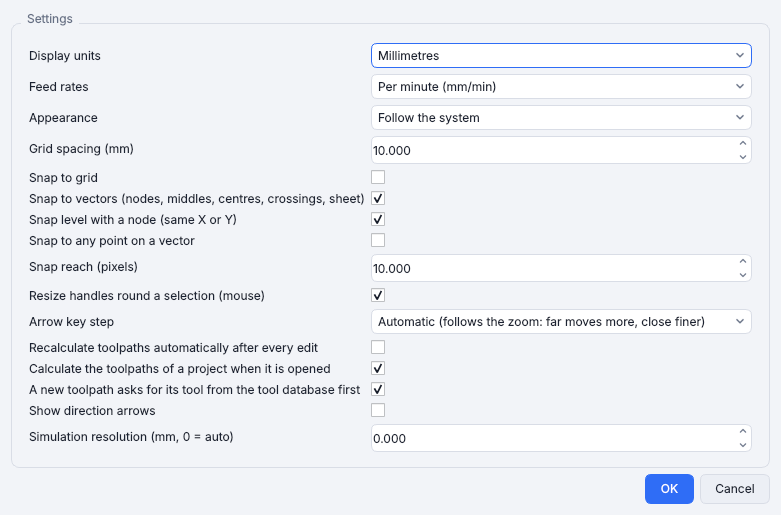 Settings
Display units Millimetres
Feed rates Per minute (mm/min)
Appearance Follow the system
Grid spacing (mm) 10.000
Snap to grid
Snap to vectors (nodes, middles, centres, crossings, sheet)
Snap level with a node (same X or Y)
Snap to any point on a vector
Snap reach (pixels) 10.000
Resize handles round a selection (mouse)
Arrow key step Automatic (follows the zoom: far moves more, close finer)
Recalculate toolpaths automatically after every edit
Calculate the toolpaths of a project when it is opened
A new toolpath asks for its tool from the tool database first
Show direction arrows
Simulation resolution (mm, 0 = auto) 0.000
OK Cancel